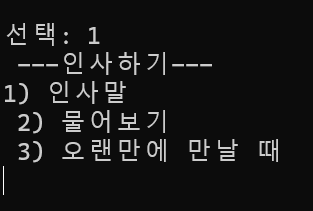 선택: 1
---인사하기---
1) 인사말
2) 물어보기
3) 오랜만에 만날 때